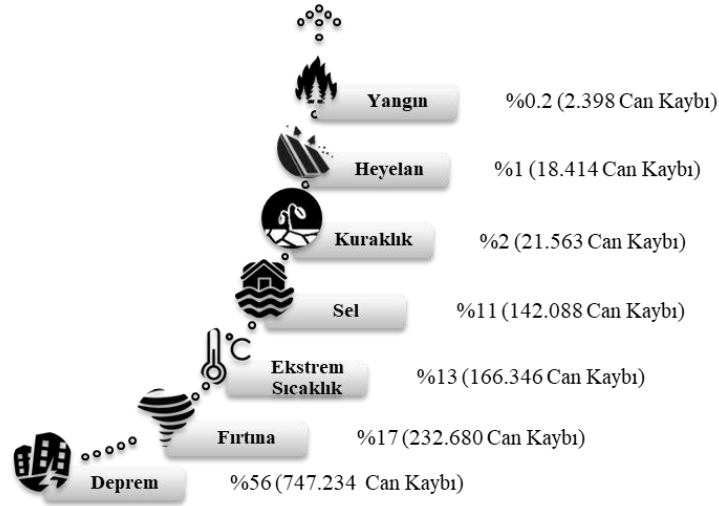 Yangın %0.2 (2.398 Can Kaybı)
Heyelan %1 (18.414 Can Kaybı)
Kuraklık %2 (21.563 Can Kaybı)
Sel %11 (142.088 Can Kaybı)
°C
Ekstrem
Sıcaklık %13 (166.346 Can Kaybı)
Fırtına %17 (232.680 Can Kaybı)
Deprem %56 (747.234 Can Kaybı)